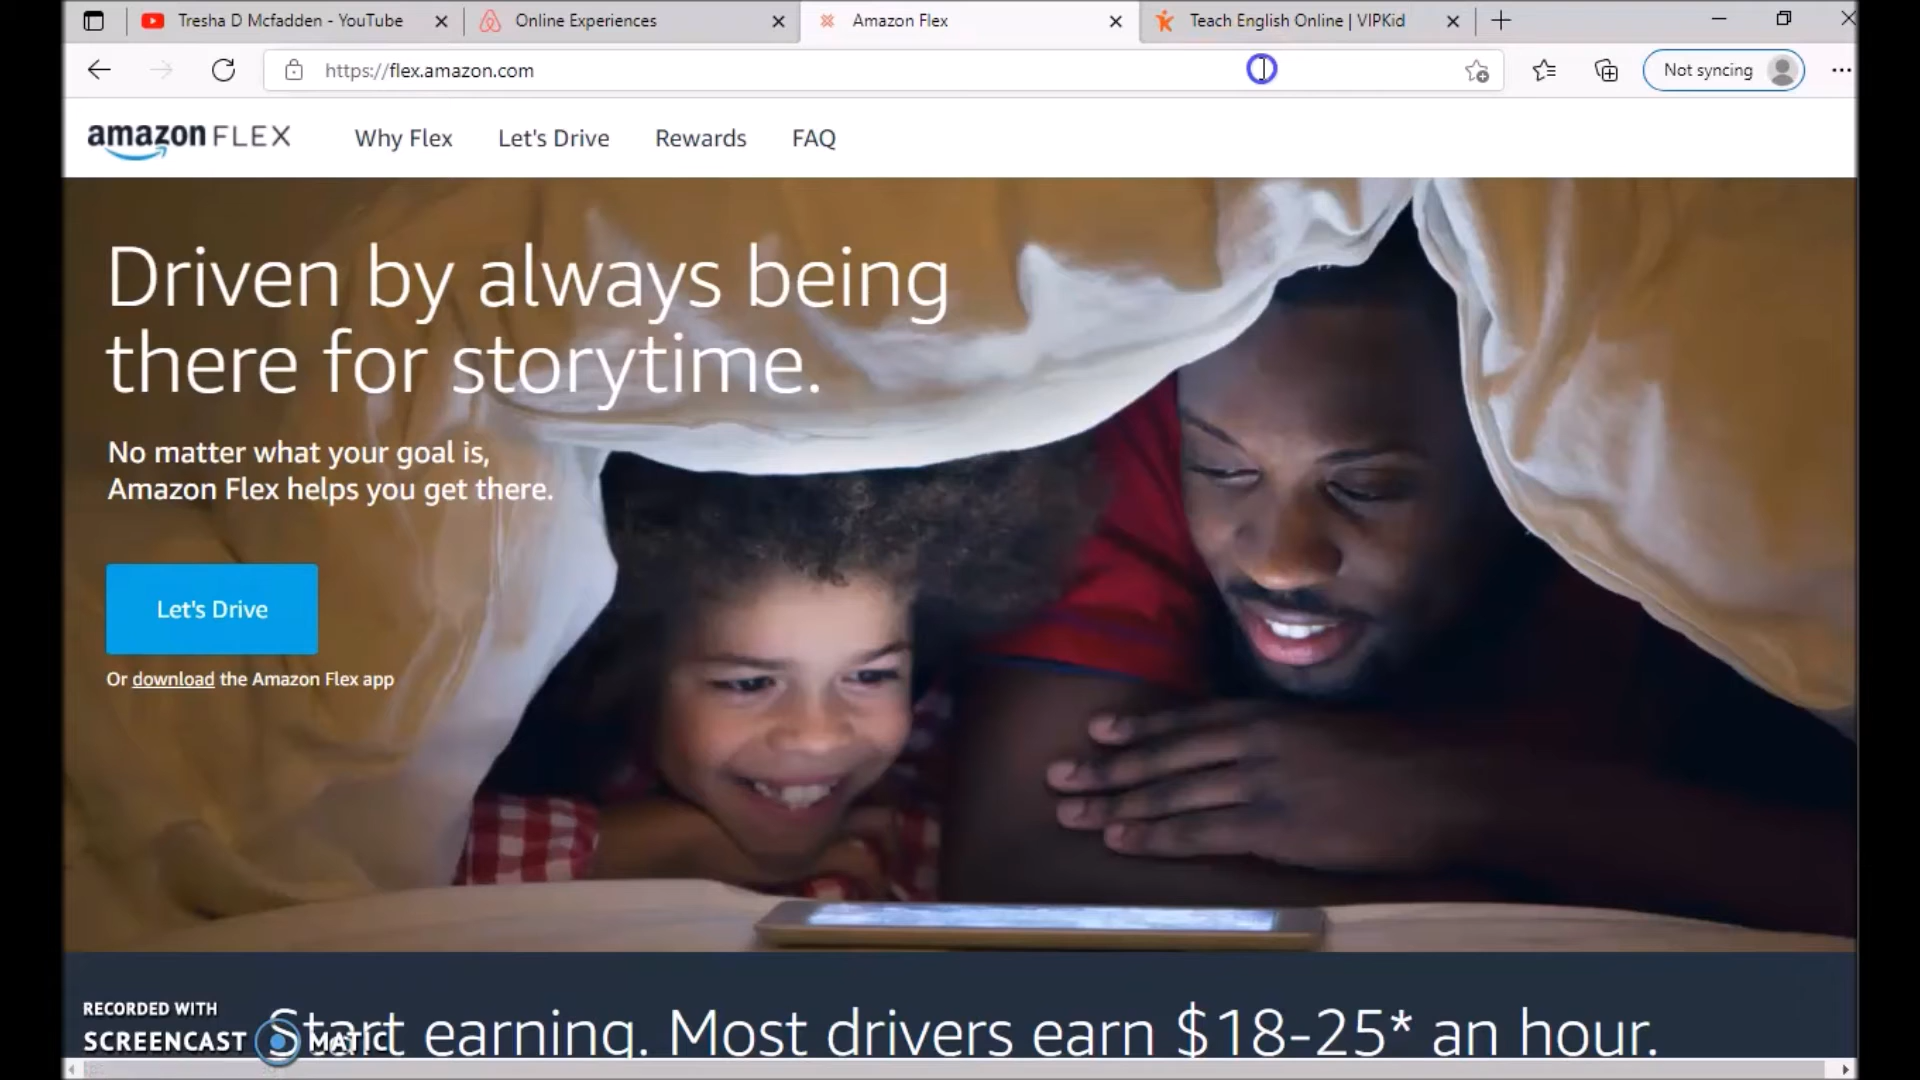 Tresha D Mcfadden - YouTube
Online Experiences
Amazon Flex
Teach English Online | VIPKid
https://flex.amazon.com
Not syncing
amazon FLEX
Why Flex
Let's Drive
Rewards
FAQ
Driven by always being
there for storytime.
No matter what your goal is,
Amazon Flex helps you get there.
Let's Drive
Or download the Amazon Flex app
Start earning. Most drivers earn $18-25* an hour.
RECORDED WITH
SCREENCAST MATIC